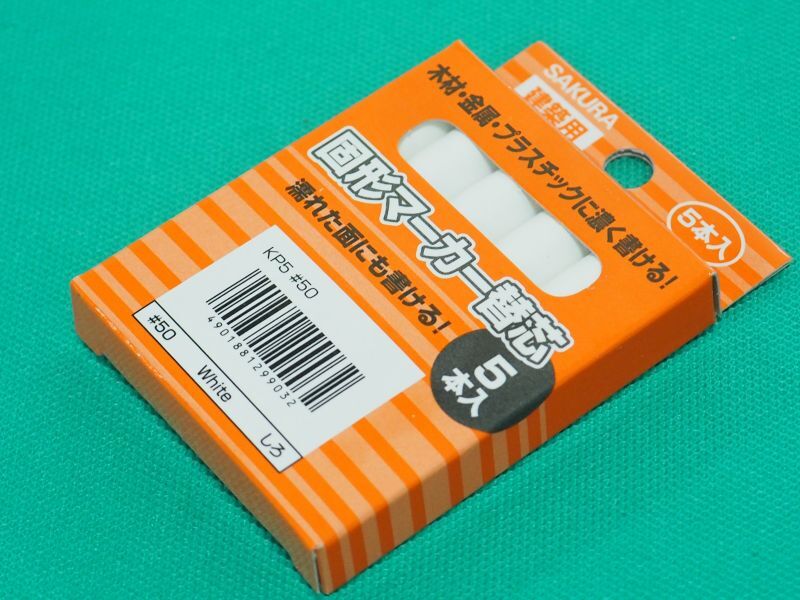 SAKURA
建築用
5本入
木材・金属・プラスチックに濃く書ける!
固形マーカー替芯
濡れた面にも書ける!
5
本入
KP5 #50
4901881299032
#50 White しろ